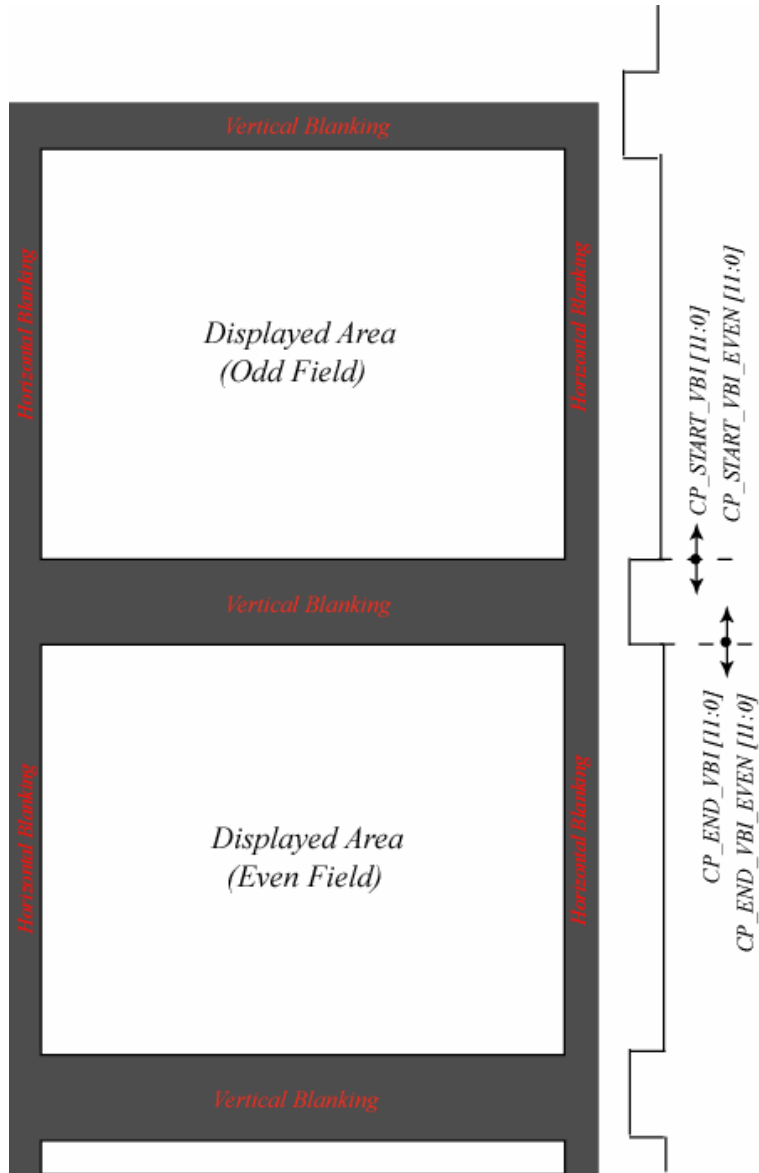 Vertical Blanking
Horizontal Blanking
Displayed Area
(Odd Field)
Horizontal Blanking
CP_START_VBI [11:0]
CP_START_VBI_EVEN [11:0]
Vertical Blanking
Horizontal Blanking
Displayed Area
(Even Field)
Horizontal Blanking
CP_END_VBI [11:0]
CP_END_VBI_EVEN [11:0]
Vertical Blanking